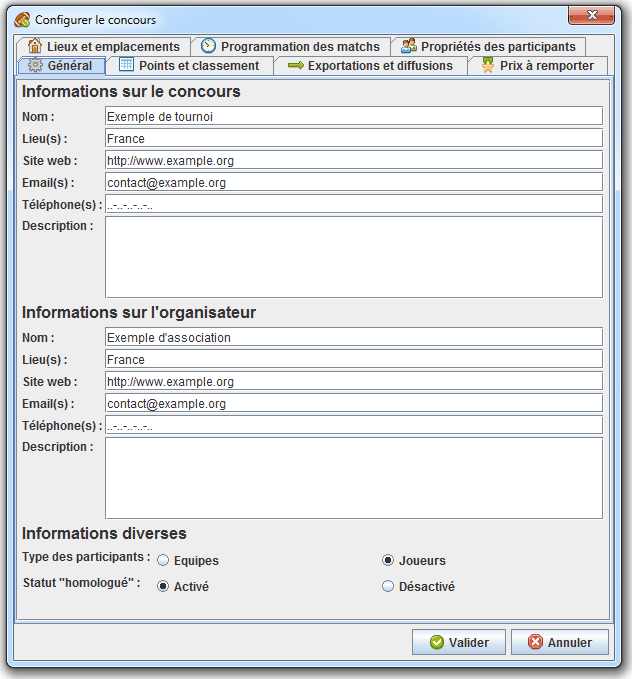 Configurer le concours
Lieux et emplacements Programmation des matchs Propriétés des participants
Général Points et classement Exportations et diffusions Prix à remporter
Informations sur le concours
Nom : Exemple de tournoi
Lieu(s) : France
Site web : http://www.example.org
Email(s) : contact@example.org
Téléphone(s) : ..-..-..-..-..
Description :
Informations sur l'organisateur
Nom : Exemple d'association
Lieu(s) : France
Site web : http://www.example.org
Email(s) : contact@example.org
Téléphone(s) : ..-..-..-..-..
Description :
Informations diverses
Type des participants : Equipes Joueurs
Statut "homologué" : Activé Désactivé
Valider Annuler